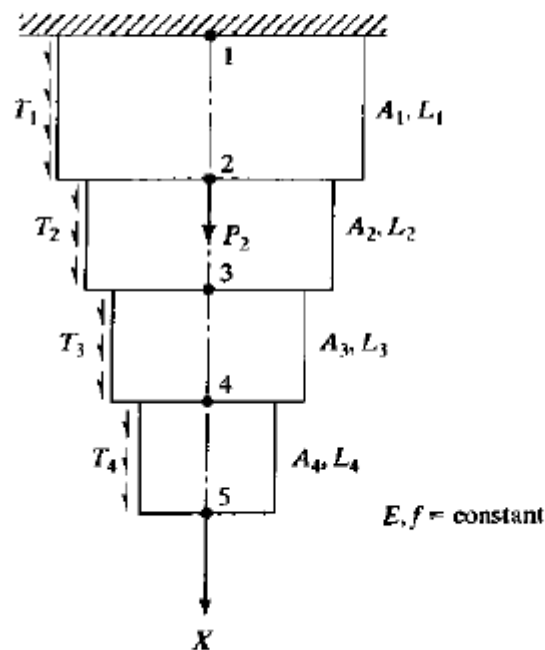 1
T₁
A₁, L₁
2
T₂
P₂
A₂, L₂
3
T₃
A₃, L₃
4
T₄
A₄, L₄
5
E, f = constant
X